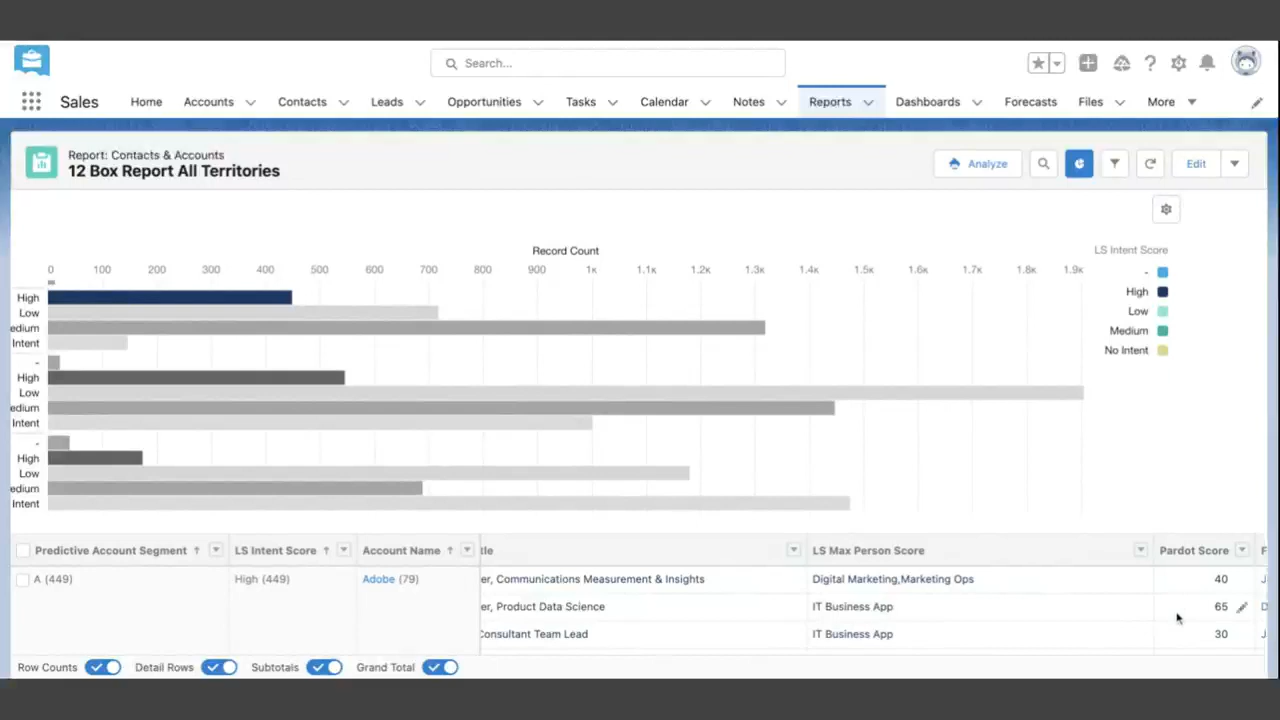 Search...
Sales Home Accounts Contacts Leads Opportunities Tasks Calendar Notes Reports Dashboards Forecasts Files More
Report: Contacts & Accounts
12 Box Report All Territories
Analyze Edit
Record Count
LS Intent Score
0 100 200 300 400 500 600 700 800 900 1k 1.1k 1.2k 1.3k 1.4k 1.5k 1.6k 1.7k 1.8k 1.9k
-
High
Low
Medium
No Intent
High
Low
edium
Intent
-
High
Low
edium
Intent
-
High
Low
edium
Intent
Predictive Account Segment ↑ LS Intent Score ↑ Account Name ↑ tle LS Max Person Score Pardot Score F
A (449) High (449) Adobe (79) er, Communications Measurement & Insights Digital Marketing,Marketing Ops 40 J
er, Product Data Science IT Business App 65 D
Consultant Team Lead IT Business App 30 J
Row Counts Detail Rows Subtotals Grand Total